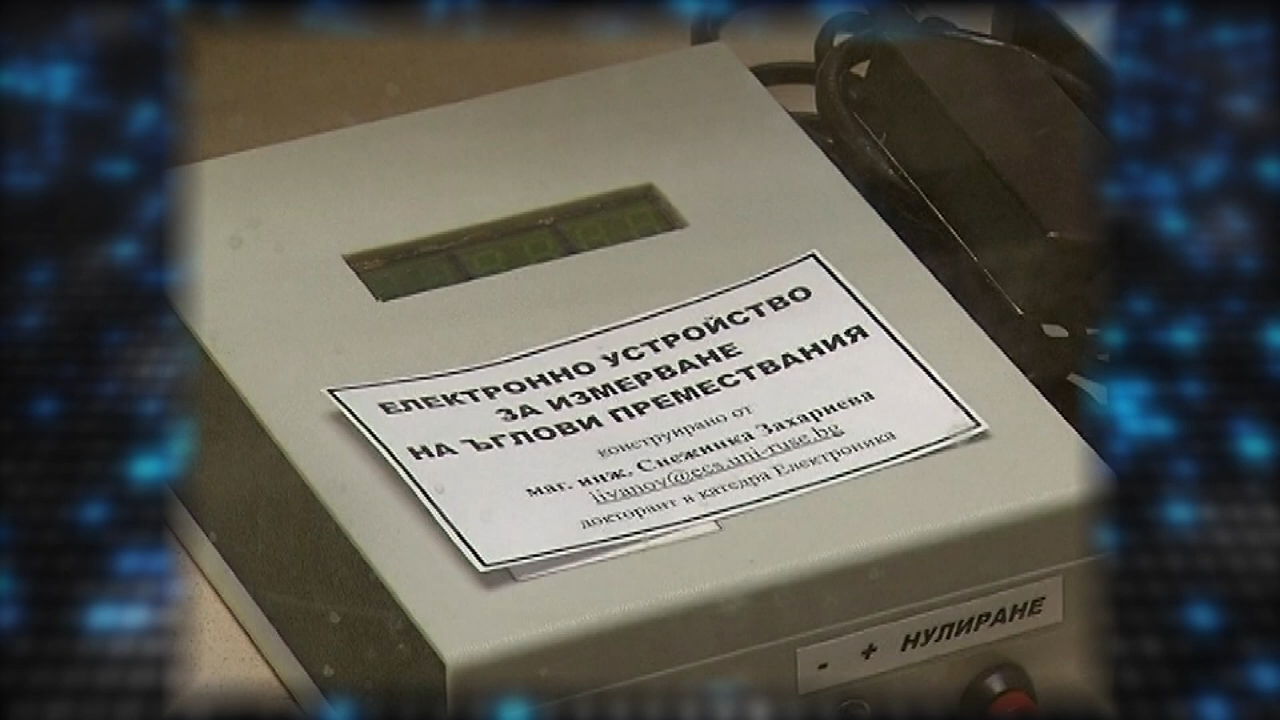 ЕЛЕКТРОННО УСТРОЙСТВО
ЗА ИЗМЕРВАНЕ
НА ЪГЛОВИ ПРЕМЕСТВАНИЯ
конструирано от
маг. инж. Снежинка Захариева
jivanov@ecs.uni-ruse.bg
докторант в катедра Електроника
- + НУЛИРАНЕ